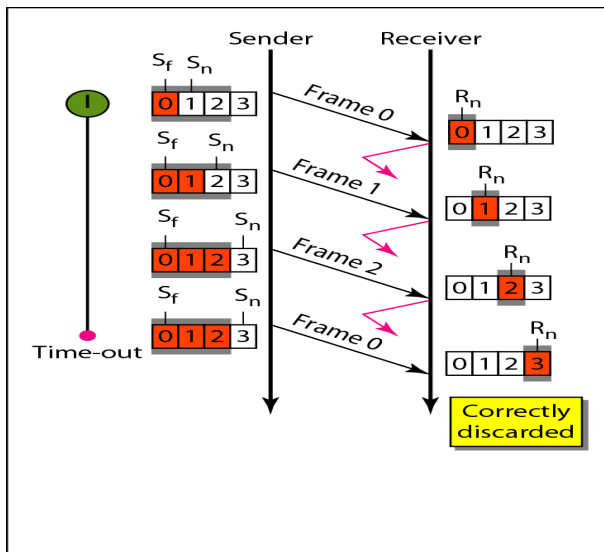 Sender Receiver
Sf Sn
I
0 1 2 3
Frame 0
Rn
0 1 2 3
Sf Sn
0 1 2 3
Frame 1
Rn
0 1 2 3
Sf Sn
0 1 2 3
Frame 2
Rn
0 1 2 3
Sf Sn
0 1 2 3
Frame 0
Rn
0 1 2 3
Time-out
Correctly
discarded